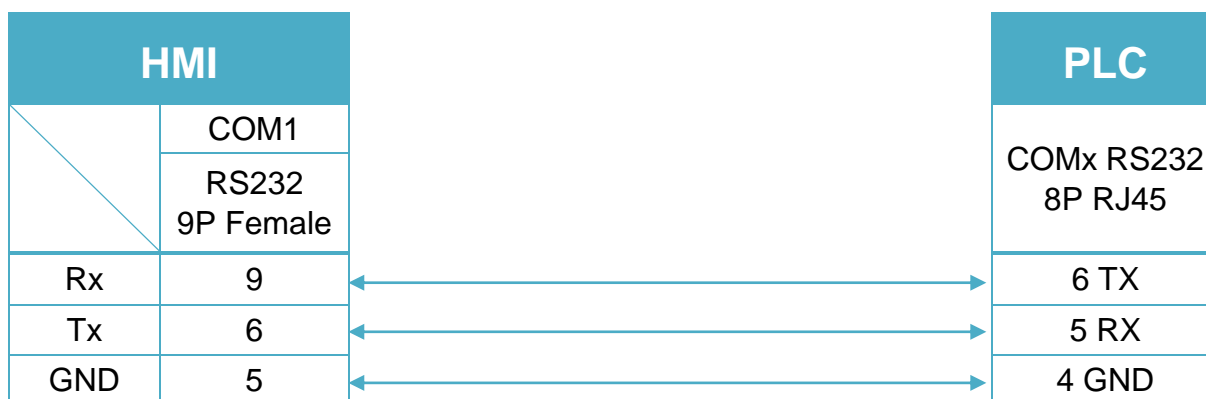 HMI
PLC
COM1
RS232
9P Female
COMx RS232
8P RJ45
Rx 9 6 TX
Tx 6 5 RX
GND 5 4 GND